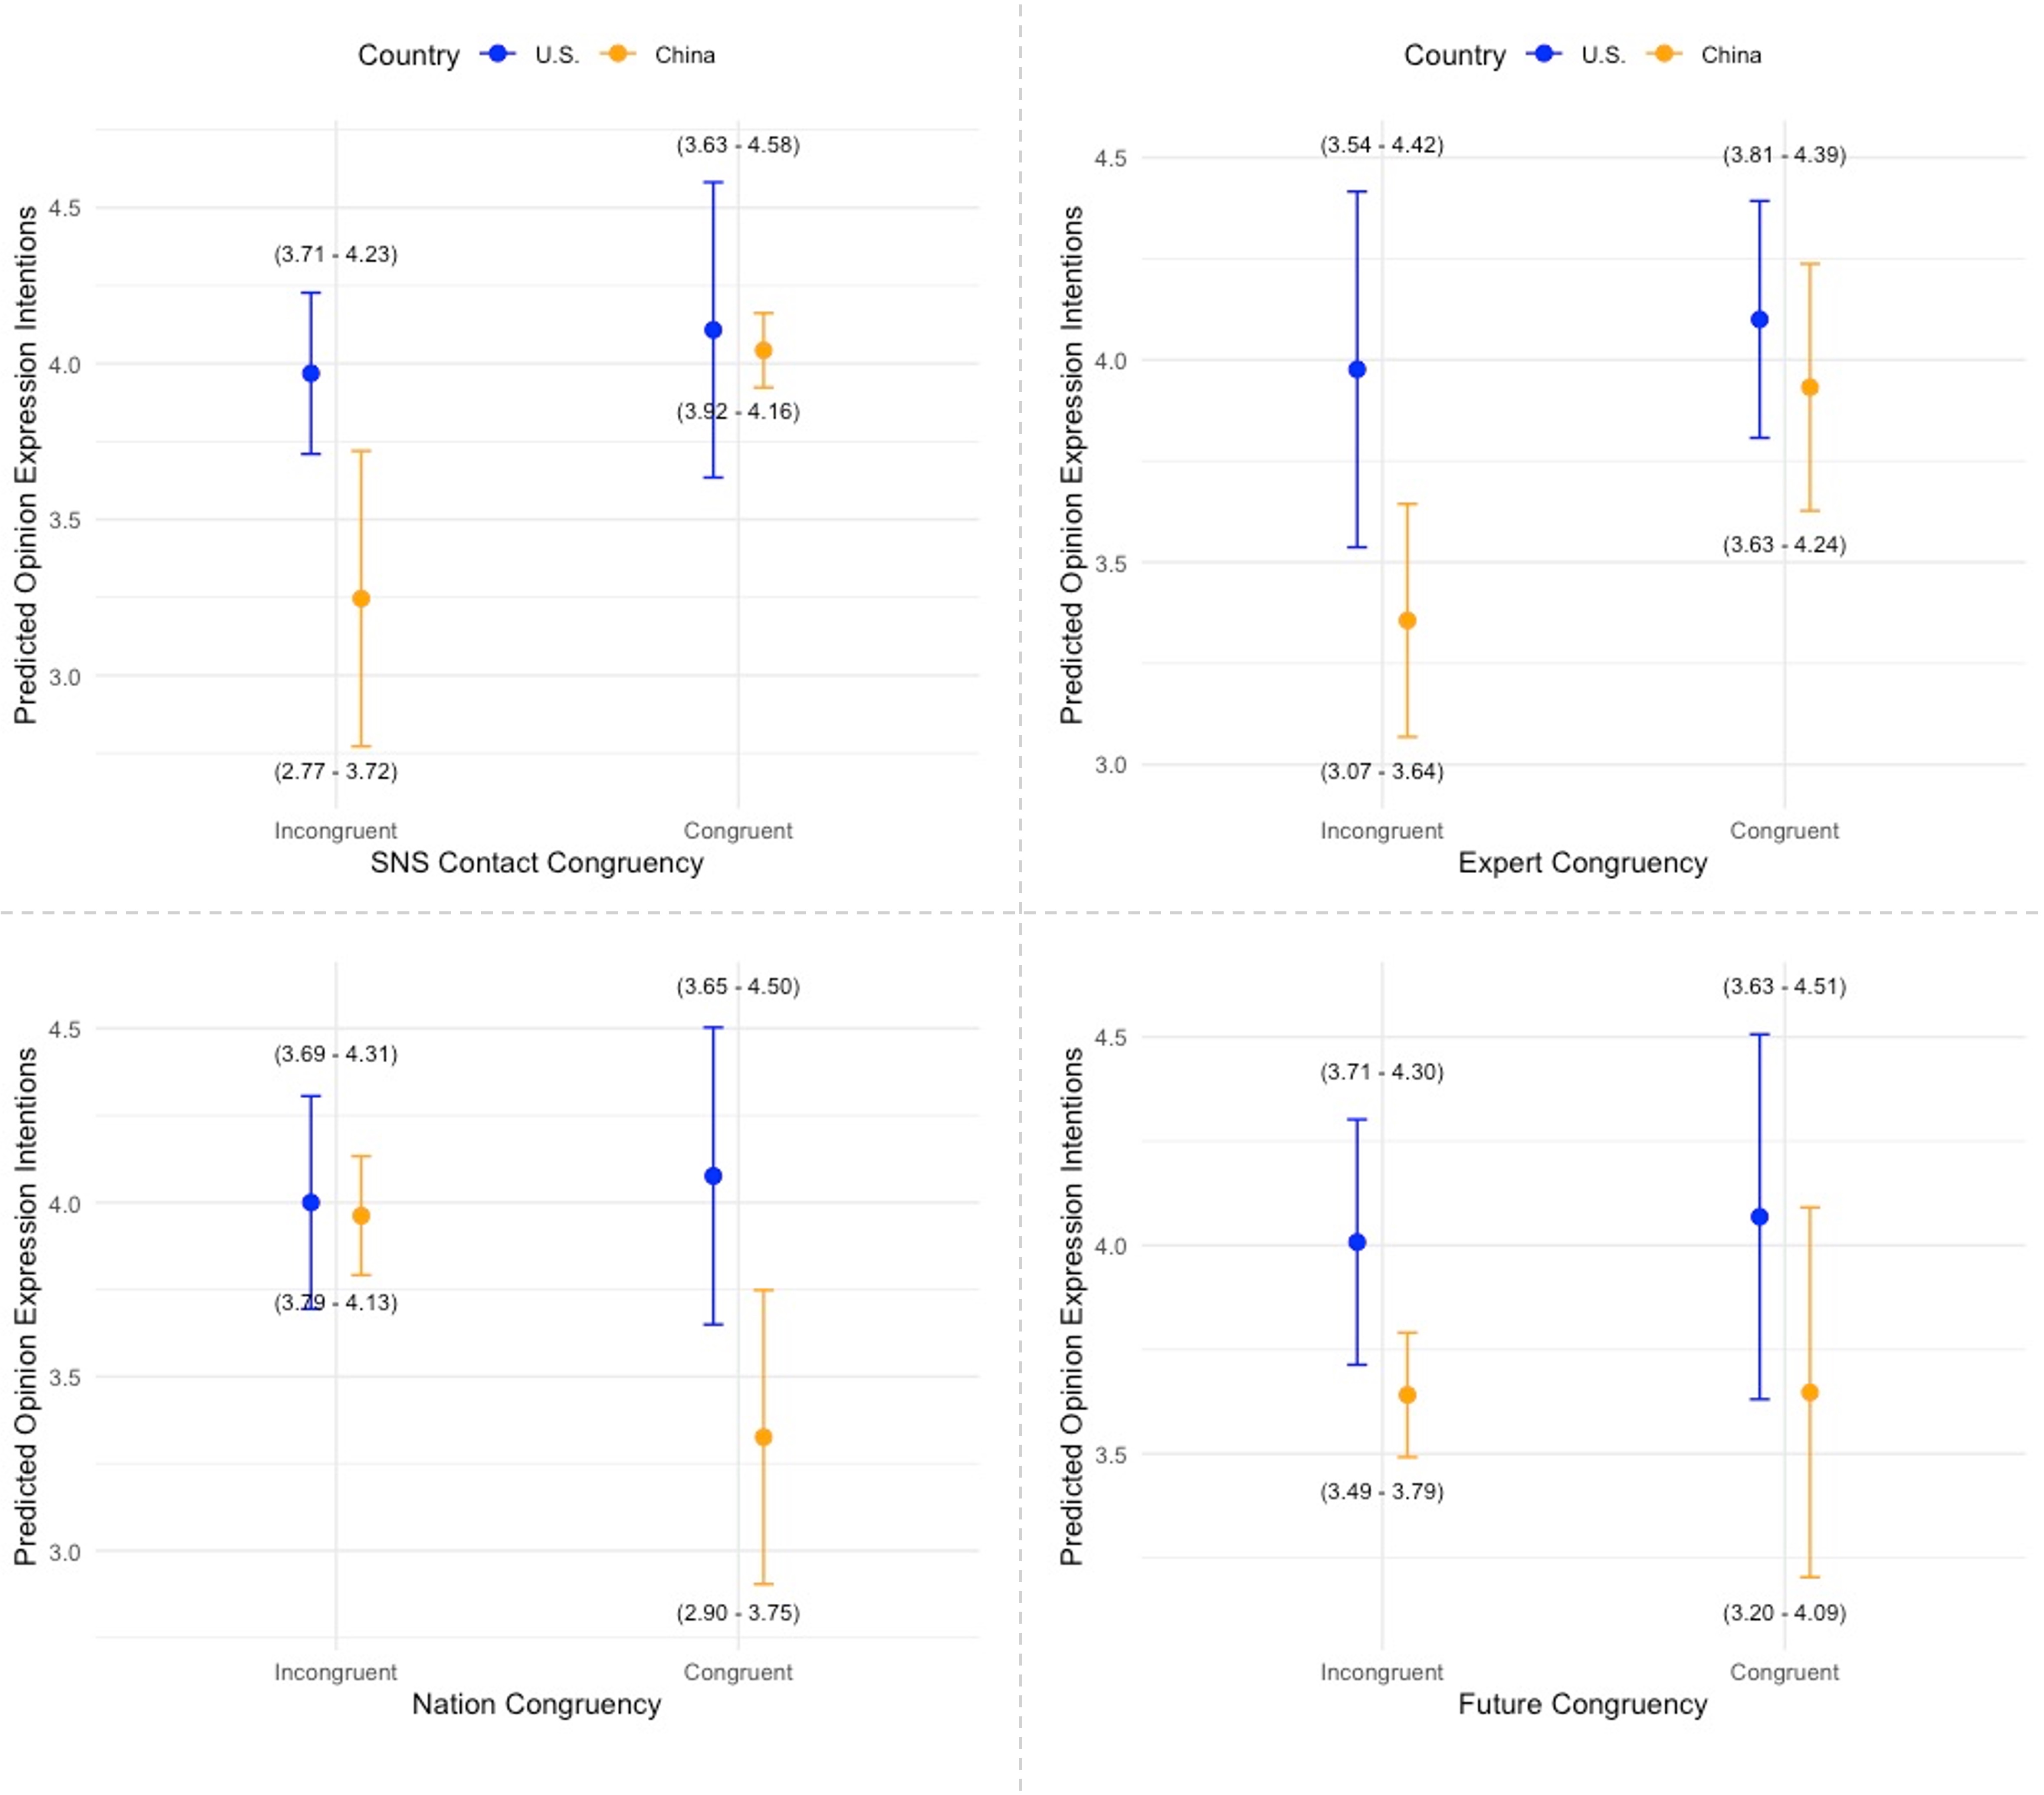 Country U.S. China
(3.63 - 4.58)
4.5
(3.71 - 4.23)
4.0
(3.92 - 4.16)
3.5
3.0
(2.77 - 3.72)
Predicted Opinion Expression Intentions
Incongruent Congruent
SNS Contact Congruency
Country U.S. China
(3.54 - 4.42)
(3.81 - 4.39)
4.5
4.0
(3.63 - 4.24)
3.5
3.0
(3.07 - 3.64)
Predicted Opinion Expression Intentions
Incongruent Congruent
Expert Congruency
(3.65 - 4.50)
4.5
(3.69 - 4.31)
4.0
(3.79 - 4.13)
3.5
3.0
(2.90 - 3.75)
Predicted Opinion Expression Intentions
Incongruent Congruent
Nation Congruency
(3.63 - 4.51)
4.5
(3.71 - 4.30)
4.0
3.5
(3.49 - 3.79)
(3.20 - 4.09)
Predicted Opinion Expression Intentions
Incongruent Congruent
Future Congruency